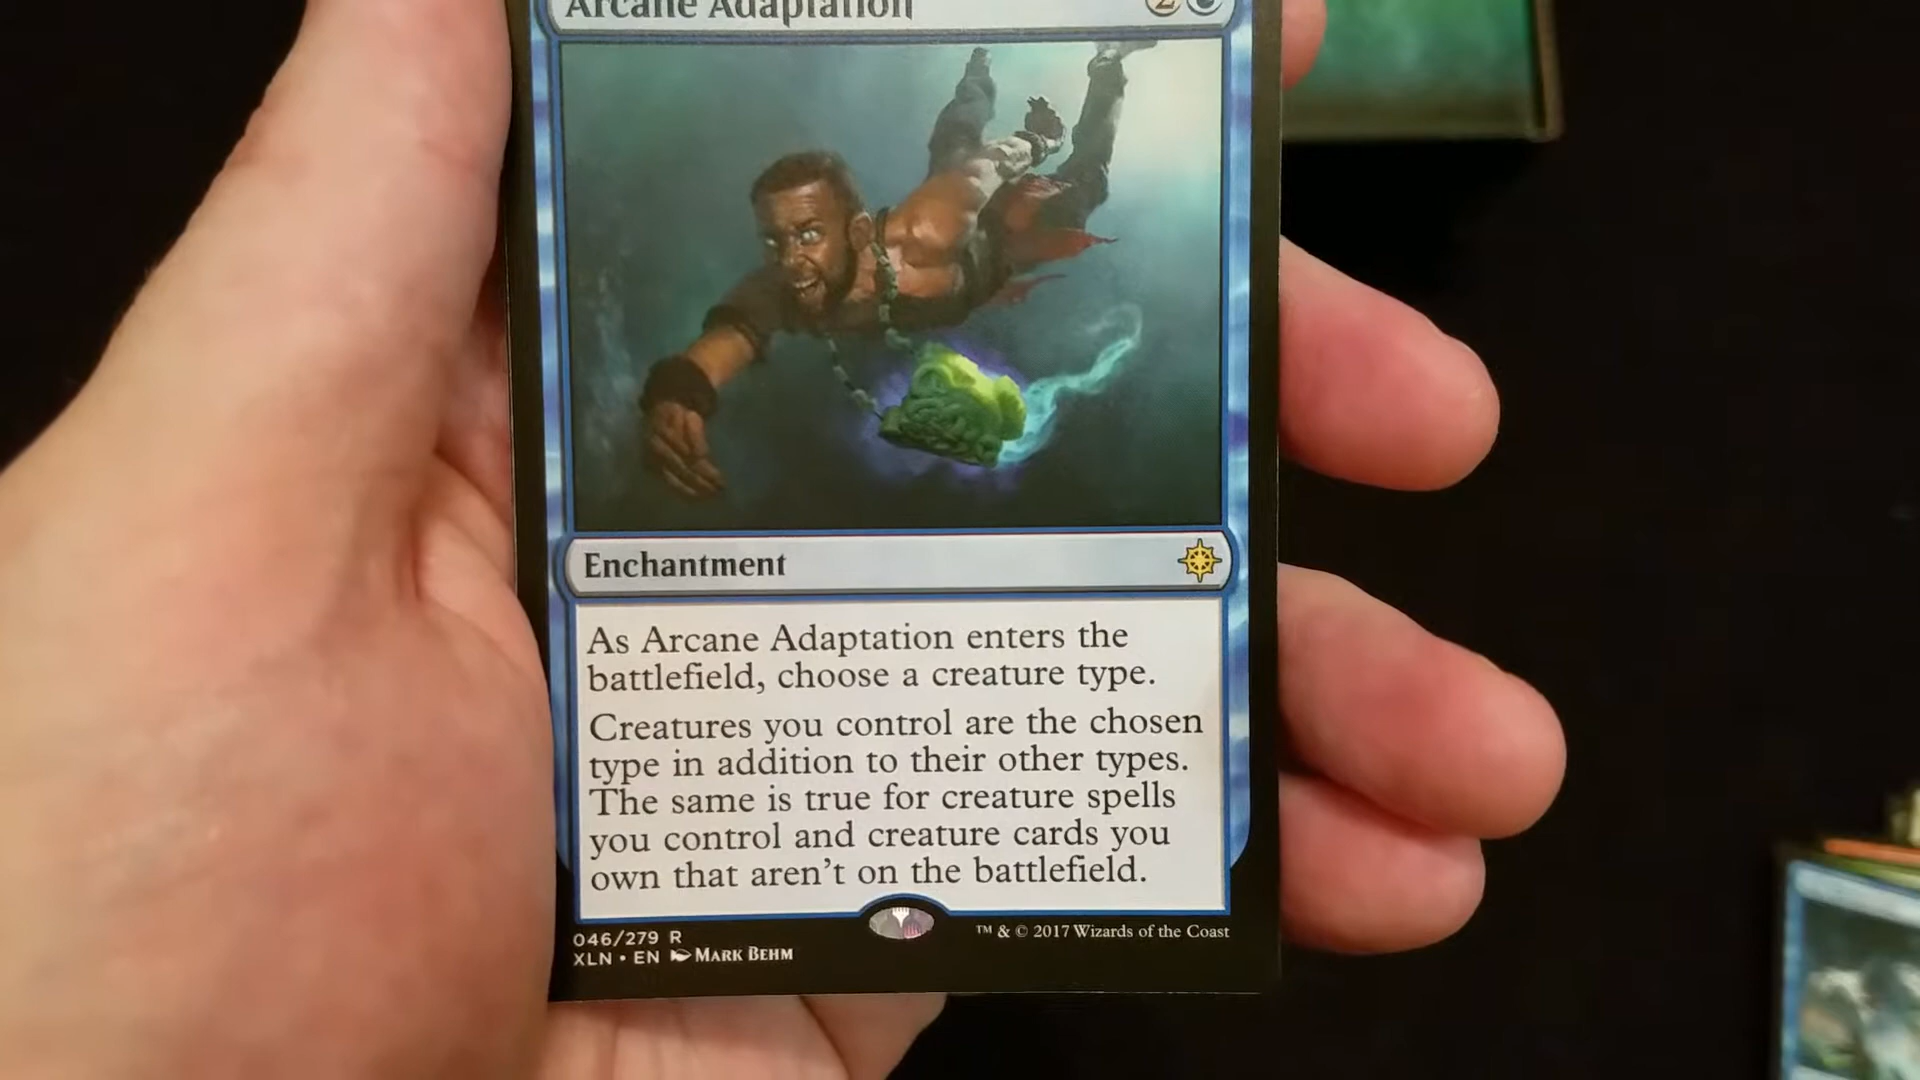 Arcane Adaptation 2
Enchantment
As Arcane Adaptation enters the
battlefield, choose a creature type.
Creatures you control are the chosen
type in addition to their other types.
The same is true for creature spells
you control and creature cards you
own that aren't on the battlefield.
046/279 R
XLN • EN MARK BEHM
™ & © 2017 Wizards of the Coast